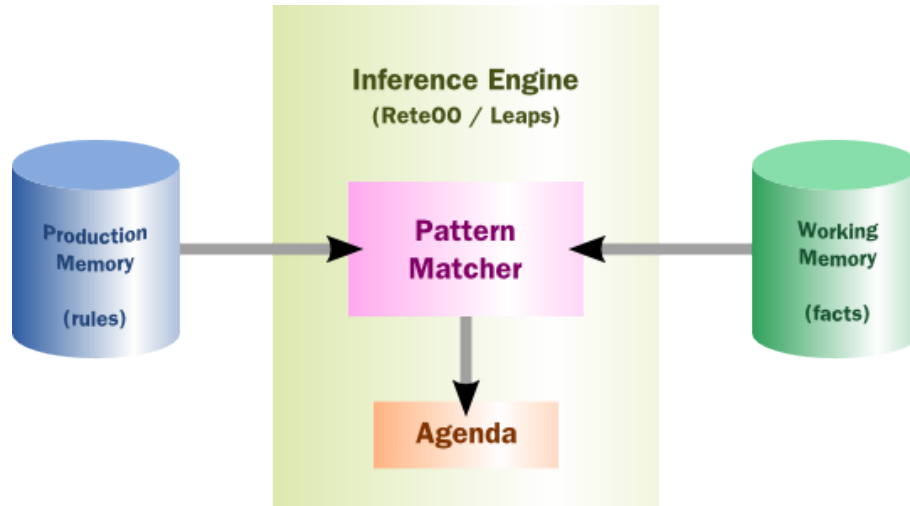 Inference Engine
(ReteOO / Leaps)
Production
Memory
(rules)
Pattern
Matcher
Working
Memory
(facts)
Agenda